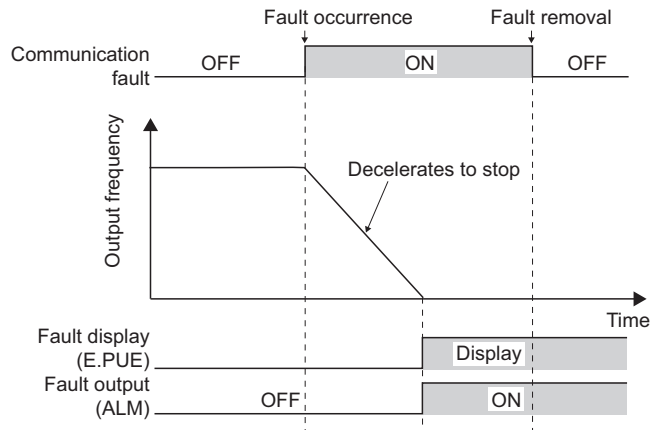 Fault occurrence
Fault removal
Communication
fault
OFF
ON
OFF
Output frequency
Decelerates to stop
Time
Fault display
(E.PUE)
Display
Fault output
(ALM)
OFF
ON